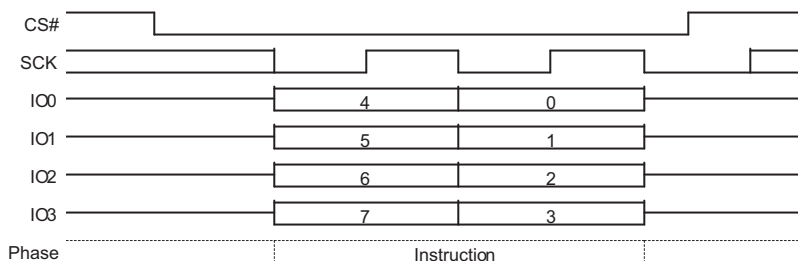 CS#
SCK
IO0 4 0
IO1 5 1
IO2 6 2
IO3 7 3
Phase Instruction